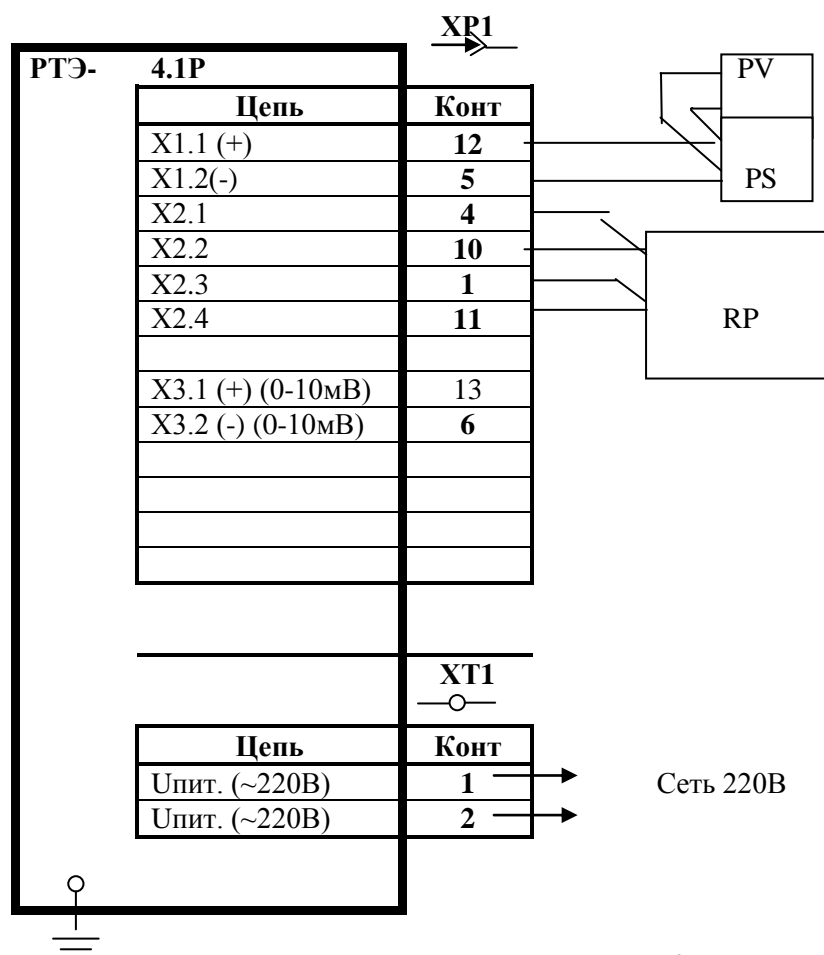 XP1
РТЭ- 4.1Р
PV
Цепь Конт
X1.1 (+) 12
X1.2(-) 5
PS
X2.1 4
X2.2 10
X2.3 1
X2.4 11
RP
X3.1 (+) (0-10мВ) 13
X3.2 (-) (0-10мВ) 6
XT1
Цепь Конт
Uпит. (~220В) 1
Сеть 220В
Uпит. (~220В) 2